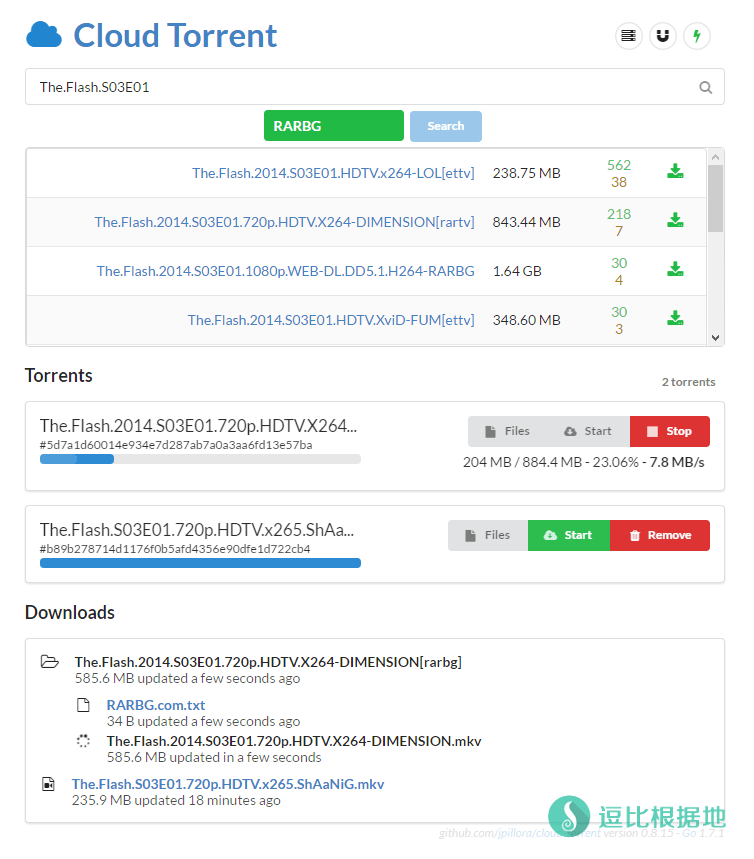 Cloud Torrent
The.Flash.S03E01
RARBG Search
The.Flash.2014.S03E01.HDTV.x264-LOL[ettv] 238.75 MB 562 38
The.Flash.2014.S03E01.720p.HDTV.X264-DIMENSION[rartv] 843.44 MB 218 7
The.Flash.2014.S03E01.1080p.WEB-DL.DD5.1.H264-RARBG 1.64 GB 30 4
The.Flash.2014.S03E01.HDTV.XviD-FUM[ettv] 348.60 MB 30 3
Torrents 2 torrents
The.Flash.2014.S03E01.720p.HDTV.X264...
#5d7a1d60014e934e7d287ab7a0a3aa6fd13e57ba
Files Start Stop
204 MB / 884.4 MB - 23.06% - 7.8 MB/s
The.Flash.S03E01.720p.HDTV.x265.ShAa...
#b89b278714d1176f0b5afd4356e90dfe1d722cb4
Files Start Remove
Downloads
The.Flash.2014.S03E01.720p.HDTV.X264-DIMENSION[rarbg]
585.6 MB updated a few seconds ago
RARBG.com.txt
34 B updated a few seconds ago
The.Flash.2014.S03E01.720p.HDTV.X264-DIMENSION.mkv
585.6 MB updated in a few seconds
The.Flash.S03E01.720p.HDTV.x265.ShAaNiG.mkv
235.9 MB updated 18 minutes ago
逗比根据地
github.com/jpillora/cloud-torrent version 0.8.15 - Go 1.7.1